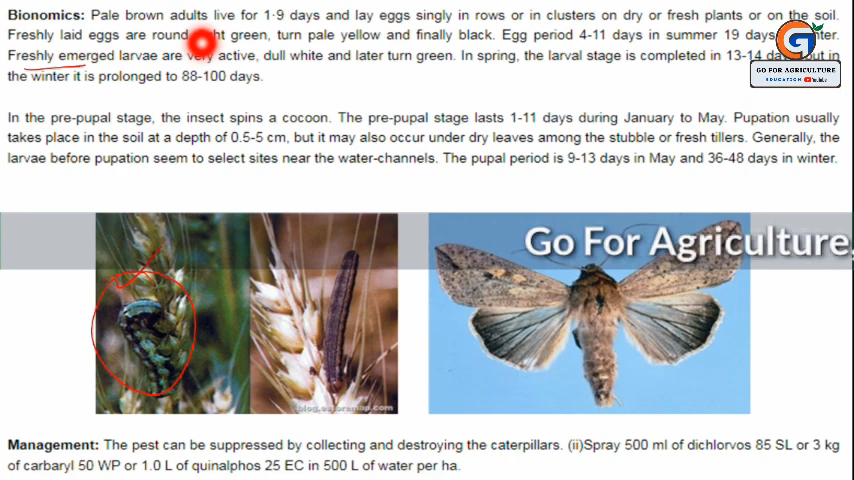 Bionomics: Pale brown adults live for 1-9 days and lay eggs singly in rows or in clusters on dry or fresh plants or on the soil.
Freshly laid eggs are round, green, turn pale yellow and finally black. Egg period 4-11 days in summer 19 days
Freshly emerged larvae are very active, dull white and later turn green. In spring, the larval stage is completed in 13-14 but in
the winter it is prolonged to 88-100 days.
In the pre-pupal stage, the insect spins a cocoon. The pre-pupal stage lasts 1-11 days during January to May. Pupation usually
takes place in the soil at a depth of 0.5-5 cm, but it may also occur under dry leaves among the stubble or fresh tillers. Generally, the
larvae before pupation seem to select sites near the water-channels. The pupal period is 9-13 days in May and 36-48 days in winter.
G
GO FOR AGRICULTURE
EDUCATION YouTube
Go For Agriculture,
Management: The pest can be suppressed by collecting and destroying the caterpillars. (ii)Spray 500 ml of dichlorvos 85 SL or 3 kg
of carbaryl 50 WP or 1.0 L of quinalphos 25 EC in 500 L of water per ha.